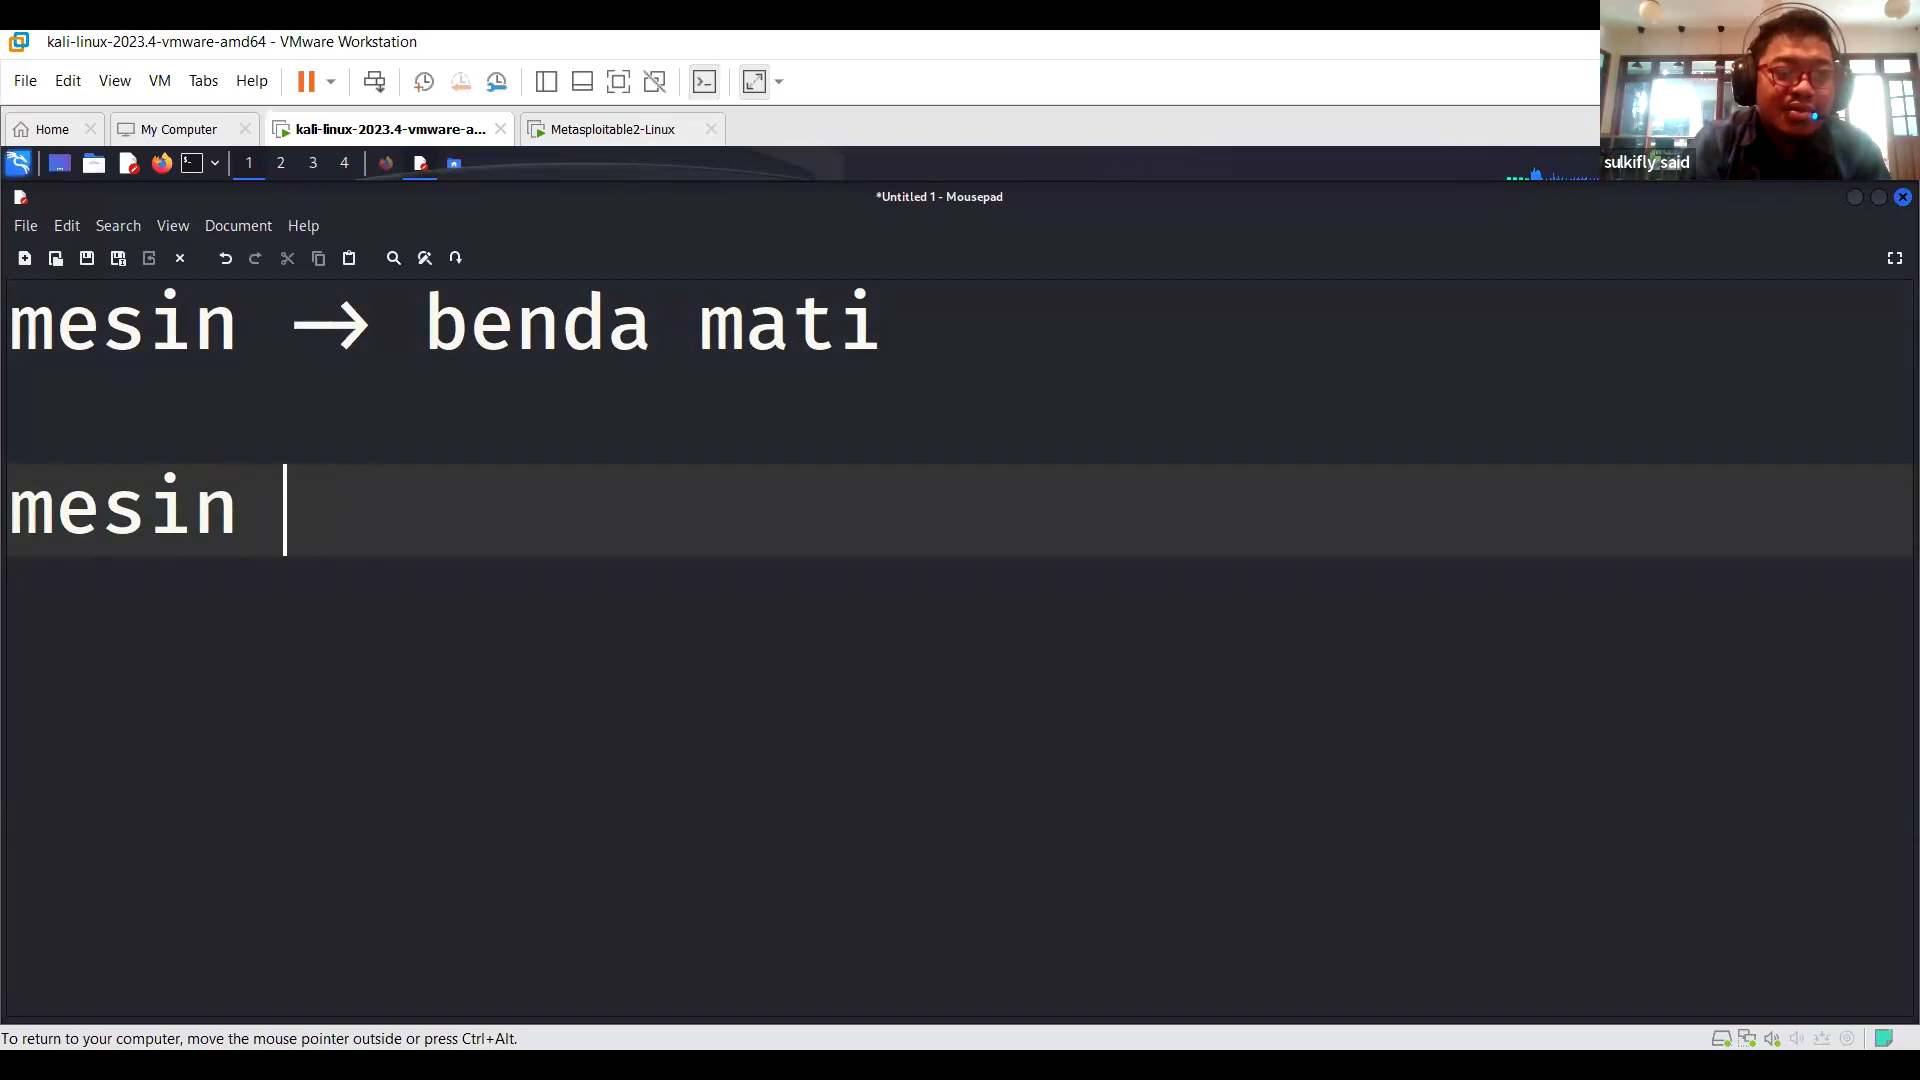 kali-linux-2023.4-vmware-amd64 - VMware Workstation
File Edit View VM Tabs Help
Home My Computer kali-linux-2023.4-vmware-a... Metasploitable2-Linux
1 2 3 4
sulkifly said
*Untitled 1 - Mousepad
File Edit Search View Document Help
mesin → benda mati
mesin
To return to your computer, move the mouse pointer outside or press Ctrl+Alt.